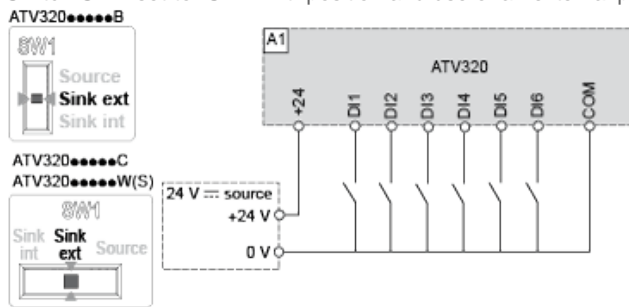 ATV320●●●●●B
SW1
Source
Sink ext
Sink int
ATV320●●●●●C
ATV320●●●●●W(S)
SW1
Sink int
Sink ext
Source
A1
ATV320
+24
DI1
DI2
DI3
DI4
DI5
DI6
COM
24 V ⎓ source
+24 V
0 V